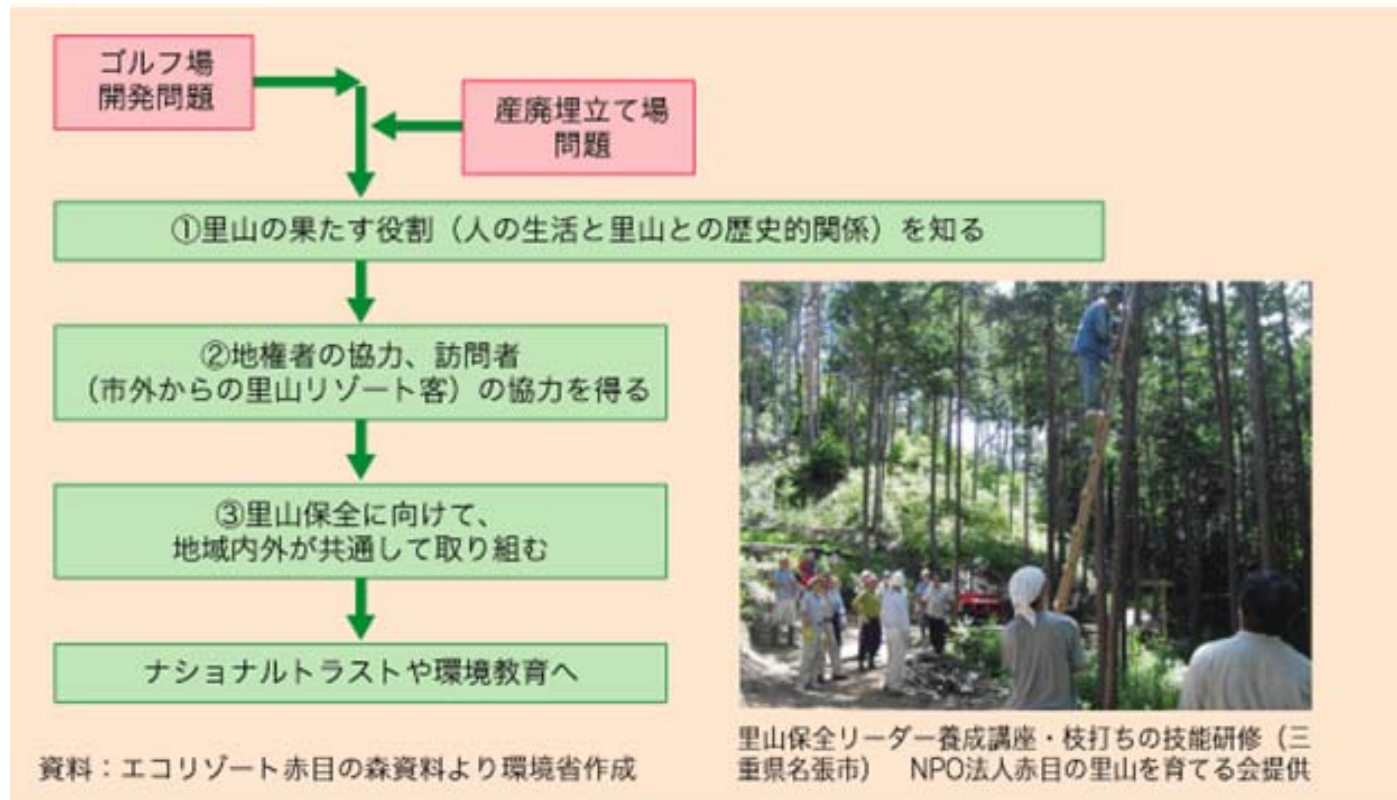 ゴルフ場
開発問題
産廃埋立て場
問題
①里山の果たす役割（人の生活と里山との歴史的関係）を知る
②地権者の協力、訪問者
（市外からの里山リゾート客）の協力を得る
③里山保全に向けて、
地域内外が共通して取り組む
ナショナルトラストや環境教育へ
資料：エコリゾート赤目の森資料より環境省作成
里山保全リーダー養成講座・枝打ちの技能研修（三
重県名張市）　NPO法人赤目の里山を育てる会提供